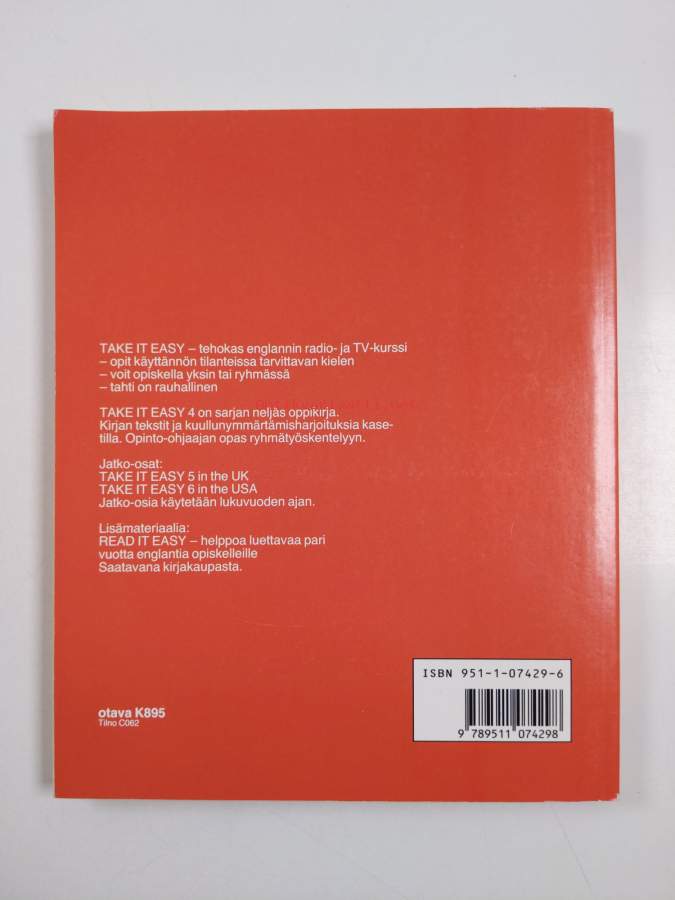 TAKE IT EASY – tehokas englannin radio- ja TV-kurssi
– opit käyttännön tilanteissa tarvittavan kielen
– voit opiskella yksin tai ryhmässä
– tahti on rauhallinen
TAKE IT EASY 4 on sarjan neljäs oppikirja.
Kirjan tekstit ja kuullunymmärtämisharjoituksia kase-
tilla. Opinto-ohjaajan opas ryhmätyöskentelyyn.
Jatko-osat:
TAKE IT EASY 5 in the UK
TAKE IT EASY 6 in the USA
Jatko-osia käytetään lukuvuoden ajan.
Lisämateriaalia:
READ IT EASY – helppoa luettavaa pari
vuotta englantia opiskelleille
Saatavana kirjakaupasta.
otava K895
Tilno C062
ISBN 951-1-07429-6
9 789511 074298